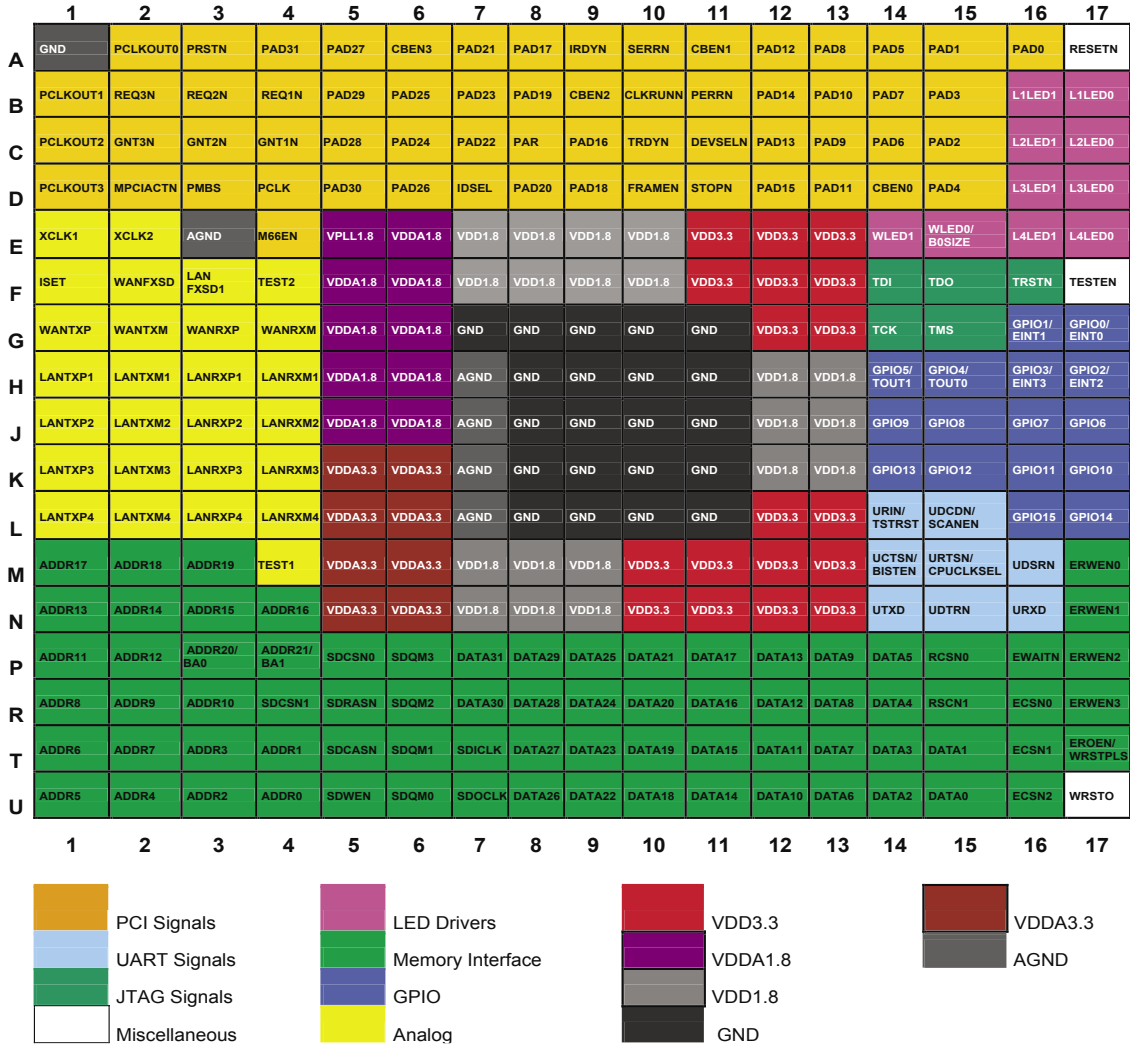 1 2 3 4 5 6 7 8 9 10 11 12 13 14 15 16 17
A GND PCLKOUT0 PRSTN PAD31 PAD27 CBEN3 PAD21 PAD17 IRDYN SERRN CBEN1 PAD12 PAD8 PAD5 PAD1 PAD0 RESETN
B PCLKOUT1 REQ3N REQ2N REQ1N PAD29 PAD25 PAD23 PAD19 CBEN2 CLKRUNN PERRN PAD14 PAD10 PAD7 PAD3 L1LED1 L1LED0
C PCLKOUT2 GNT3N GNT2N GNT1N PAD28 PAD24 PAD22 PAR PAD16 TRDYN DEVSELN PAD13 PAD9 PAD6 PAD2 L2LED1 L2LED0
D PCLKOUT3 MPCIACTN PMBS PCLK PAD30 PAD26 IDSEL PAD20 PAD18 FRAMEN STOPN PAD15 PAD11 CBEN0 PAD4 L3LED1 L3LED0
E XCLK1 XCLK2 AGND M66EN VPLL1.8 VDDA1.8 VDD1.8 VDD1.8 VDD1.8 VDD1.8 VDD3.3 VDD3.3 VDD3.3 WLED1 WLED0/ B0SIZE L4LED1 L4LED0
F ISET WANFXSD LAN FXSD1 TEST2 VDDA1.8 VDDA1.8 VDD1.8 VDD1.8 VDD1.8 VDD1.8 VDD3.3 VDD3.3 VDD3.3 TDI TDO TRSTN TESTEN
G WANTXP WANTXM WANRXP WANRXM VDDA1.8 VDDA1.8 GND GND GND GND GND VDD3.3 VDD3.3 TCK TMS GPIO1/ EINT1 GPIO0/ EINT0
H LANTXP1 LANTXM1 LANRXP1 LANRXM1 VDDA1.8 VDDA1.8 AGND GND GND GND GND VDD1.8 VDD1.8 GPIO5/ TOUT1 GPIO4/ TOUT0 GPIO3/ EINT3 GPIO2/ EINT2
J LANTXP2 LANTXM2 LANRXP2 LANRXM2 VDDA1.8 VDDA1.8 AGND GND GND GND GND VDD1.8 VDD1.8 GPIO9 GPIO8 GPIO7 GPIO6
K LANTXP3 LANTXM3 LANRXP3 LANRXM3 VDDA3.3 VDDA3.3 AGND GND GND GND GND VDD1.8 VDD1.8 GPIO13 GPIO12 GPIO11 GPIO10
L LANTXP4 LANTXM4 LANRXP4 LANRXM4 VDDA3.3 VDDA3.3 AGND GND GND GND GND VDD3.3 VDD3.3 URIN/ TSTRST UDCDN/ SCANEN GPIO15 GPIO14
M ADDR17 ADDR18 ADDR19 TEST1 VDDA3.3 VDDA3.3 VDD1.8 VDD1.8 VDD1.8 VDD3.3 VDD3.3 VDD3.3 VDD3.3 UCTSN/ BISTEN URTSN/ CPUCLKSEL UDSRN ERWEN0
N ADDR13 ADDR14 ADDR15 ADDR16 VDDA3.3 VDDA3.3 VDD1.8 VDD1.8 VDD1.8 VDD3.3 VDD3.3 VDD3.3 VDD3.3 UTXD UDTRN URXD ERWEN1
P ADDR11 ADDR12 ADDR20/ BA0 ADDR21/ BA1 SDCSN0 SDQM3 DATA31 DATA29 DATA25 DATA21 DATA17 DATA13 DATA9 DATA5 RCSN0 EWAITN ERWEN2
R ADDR8 ADDR9 ADDR10 SDCSN1 SDRASN SDQM2 DATA30 DATA28 DATA24 DATA20 DATA16 DATA12 DATA8 DATA4 RSCN1 ECSN0 ERWEN3
T ADDR6 ADDR7 ADDR3 ADDR1 SDCASN SDQM1 SDICLK DATA27 DATA23 DATA19 DATA15 DATA11 DATA7 DATA3 DATA1 ECSN1 EROEN/ WRSTPLS
U ADDR5 ADDR4 ADDR2 ADDR0 SDWEN SDQM0 SDOCLK DATA26 DATA22 DATA18 DATA14 DATA10 DATA6 DATA2 DATA0 ECSN2 WRSTO
1 2 3 4 5 6 7 8 9 10 11 12 13 14 15 16 17
PCI Signals LED Drivers VDD3.3 VDDA3.3
UART Signals Memory Interface VDDA1.8 AGND
JTAG Signals GPIO VDD1.8
Miscellaneous Analog GND